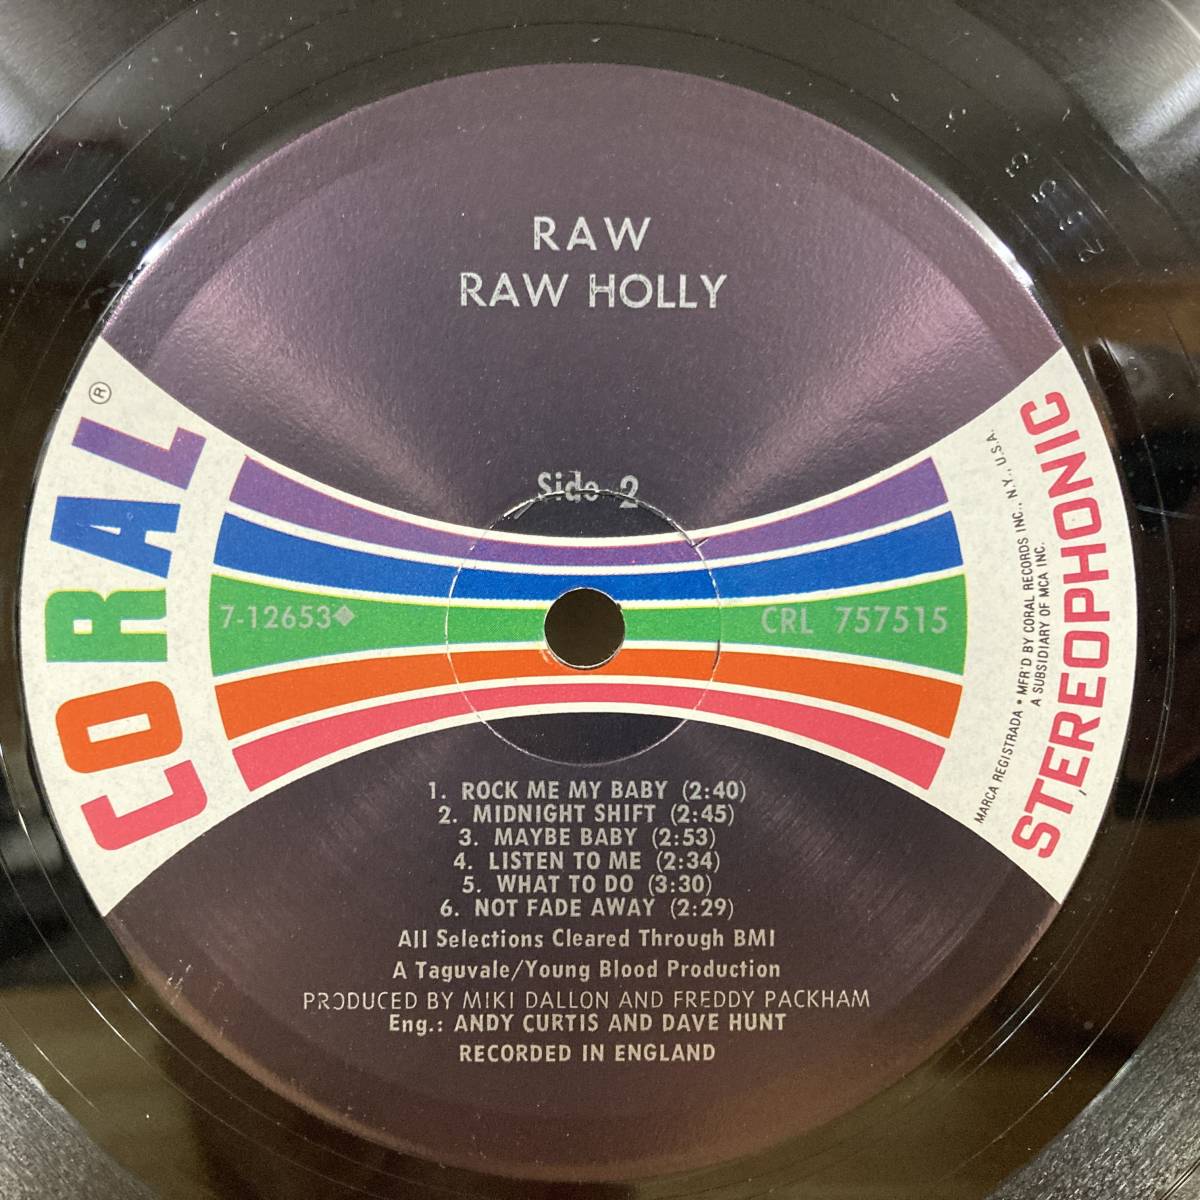 RAW
RAW HOLLY
CORAL ®
Side 2
7-12653◆
CRL 757515
STEREOPHONIC
MARCA REGISTRADA • MFR'D BY CORAL RECORDS INC., N.Y., U.S.A.
A SUBSIDIARY OF MCA INC.
1. ROCK ME MY BABY (2:40)
2. MIDNIGHT SHIFT (2:45)
3. MAYBE BABY (2:53)
4. LISTEN TO ME (2:34)
5. WHAT TO DO (3:30)
6. NOT FADE AWAY (2:29)
All Selections Cleared Through BMI
A Taguvale/Young Blood Production
PRODUCED BY MIKI DALLON AND FREDDY PACKHAM
Eng.: ANDY CURTIS AND DAVE HUNT
RECORDED IN ENGLAND